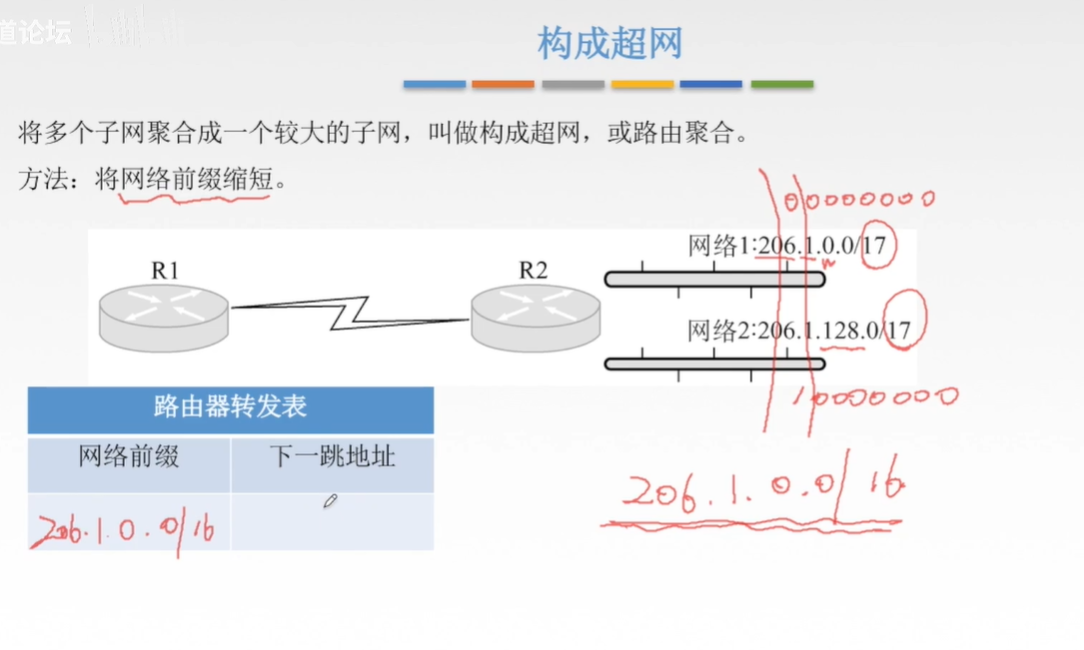 道论坛
构成超网
将多个子网聚合成一个较大的子网，叫做构成超网，或路由聚合。
方法：将网络前缀缩短。
00000000
网络1:206.1.0.0/17
R1
R2
网络2:206.1.128.0/17
10000000
路由器转发表
网络前缀 下一跳地址
206.1.0.0/16
206.1.0.0/16